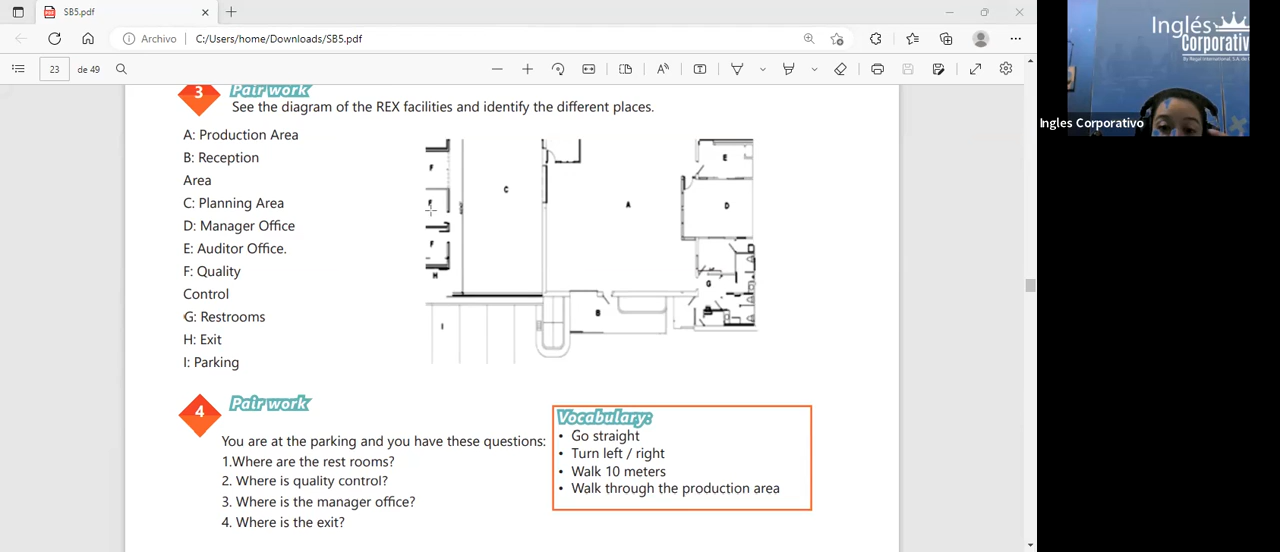 SB5.pdf
Archivo
C:/Users/home/Downloads/SB5.pdf
23
de 49
3
Pair work
See the diagram of the REX facilities and identify the different places.
A: Production Area
B: Reception
Area
C: Planning Area
D: Manager Office
E: Auditor Office.
F: Quality
Control
G: Restrooms
H: Exit
I: Parking
F
F
F
H
I
C
A
B
E
D
G
4
Pair work
You are at the parking and you have these questions:
1.Where are the rest rooms?
2. Where is quality control?
3. Where is the manager office?
4. Where is the exit?
Vocabulary:
• Go straight
• Turn left / right
• Walk 10 meters
• Walk through the production area
Inglés
Corporativ
Ingles Corporativo